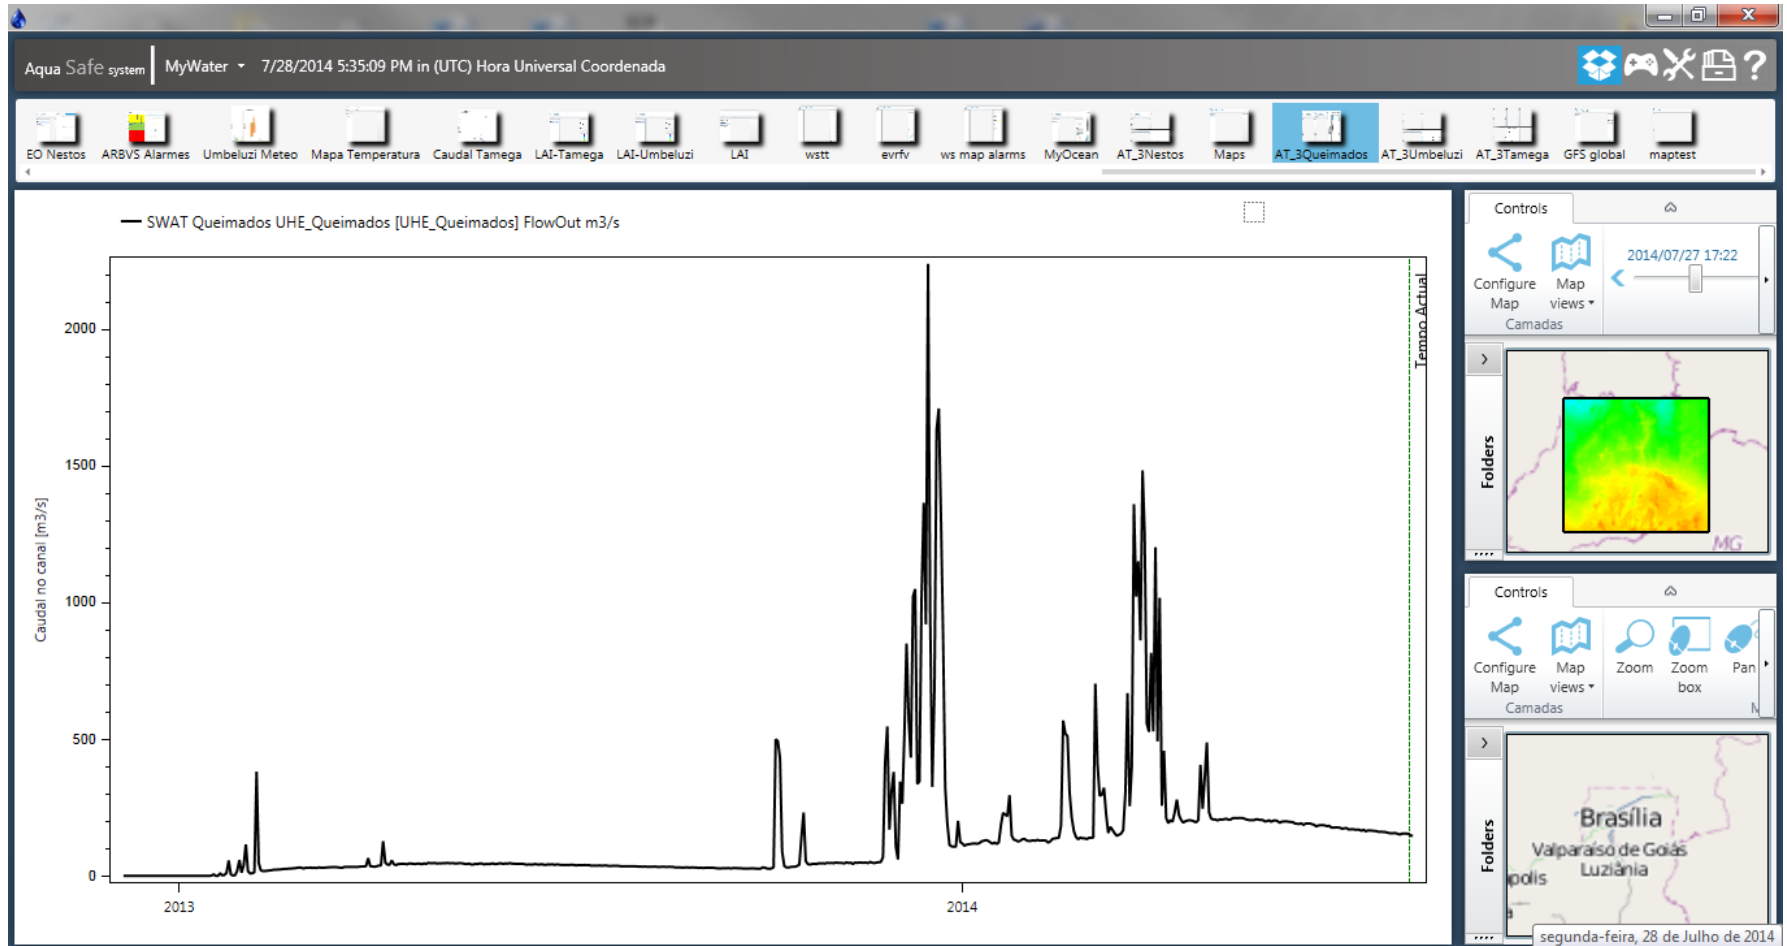 Aqua Safe system MyWater 7/28/2014 5:35:09 PM in (UTC) Hora Universal Coordenada
EO Nestos ARBVS Alarmes Umbeluzi Meteo Mapa Temperatura Caudal Tamega LAI-Tamega LAI-Umbeluzi LAI wstt evrfv ws map alarms MyOcean AT_3Nestos Maps AT_3Queimados AT_3Umbeluzi AT_3Tamega GFS global maptest
SWAT Queimados UHE_Queimados [UHE_Queimados] FlowOut m3/s
Caudal no canal [m3/s]
2000
1500
1000
500
0
2013 2014
Tempo Actual
Controls
Configure Map
Map views
2014/07/27 17:22
Camadas
Folders
MG
Controls
Configure Map
Map views
Zoom
Zoom box
Pan
Camadas
Folders
Brasília
Valparaíso de Goiás
Luziânia
polis
segunda-feira, 28 de Julho de 2014